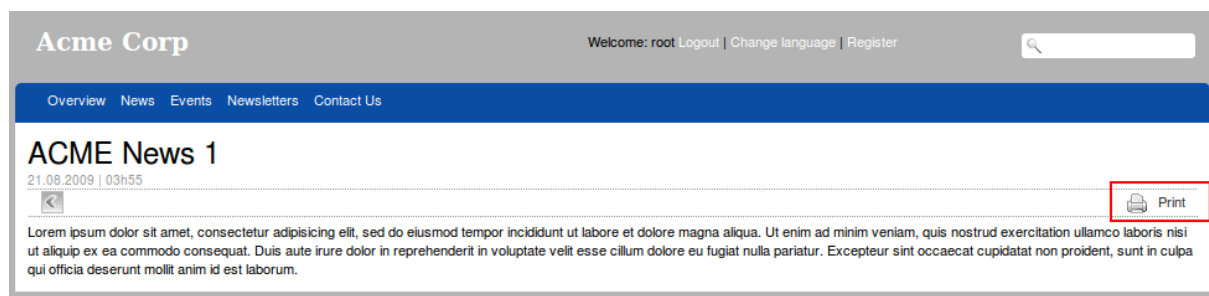 Acme Corp
Welcome: root Logout | Change language | Register
Overview News Events Newsletters Contact Us
ACME News 1
21.08.2009 | 03h55
Print
Lorem ipsum dolor sit amet, consectetur adipisicing elit, sed do eiusmod tempor incididunt ut labore et dolore magna aliqua. Ut enim ad minim veniam, quis nostrud exercitation ullamco laboris nisi
ut aliquip ex ea commodo consequat. Duis aute irure dolor in reprehenderit in voluptate velit esse cillum dolore eu fugiat nulla pariatur. Excepteur sint occaecat cupidatat non proident, sunt in culpa
qui officia deserunt mollit anim id est laborum.